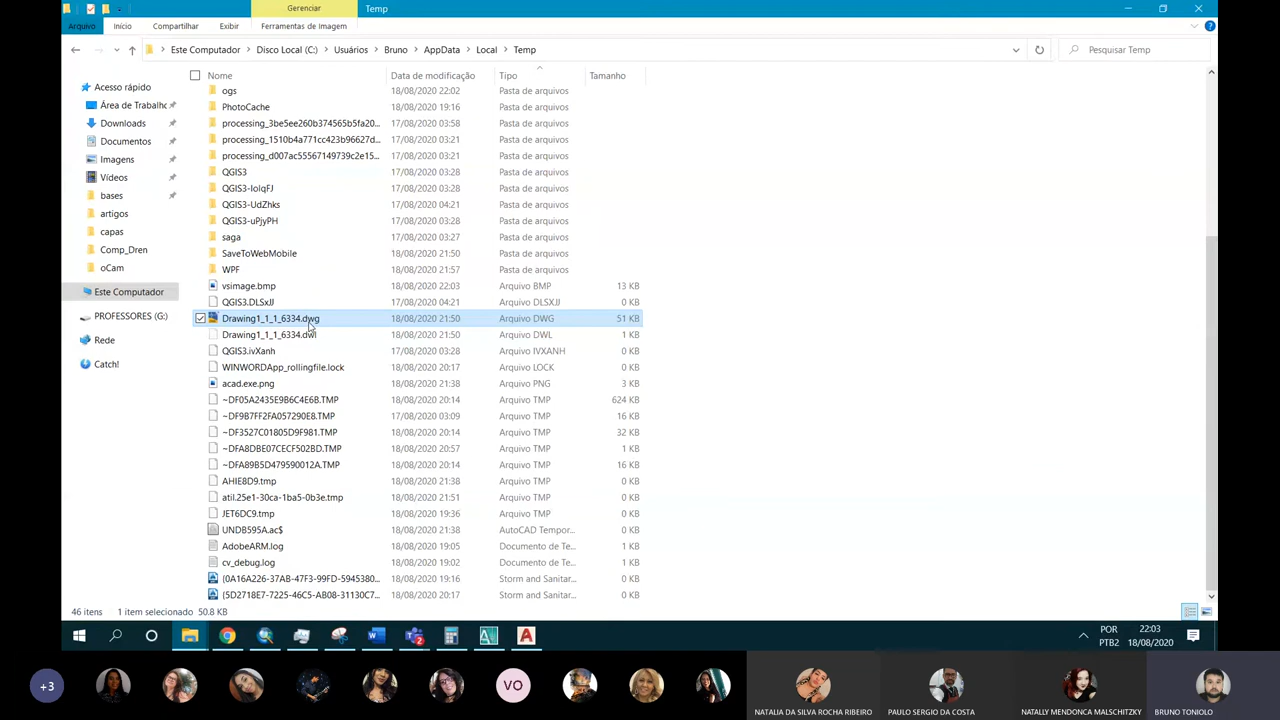 Gerenciar
Temp
Arquivo
Início
Compartilhar
Exibir
Ferramentas de Imagem
Este Computador > Disco Local (C:) > Usuários > Bruno > AppData > Local > Temp
Pesquisar Temp
Nome Data de modificação Tipo Tamanho
Acesso rápido
Área de Trabalho
Downloads
Documentos
Imagens
Vídeos
bases
artigos
capas
Comp_Dren
oCam
Este Computador
PROFESSORES (G:)
Rede
Catch!
ogs 18/08/2020 22:02 Pasta de arquivos
PhotoCache 18/08/2020 19:16 Pasta de arquivos
processing_3be5ee260b374565b5fa20... 17/08/2020 03:58 Pasta de arquivos
processing_1510b4a771cc423b96627d... 17/08/2020 03:21 Pasta de arquivos
processing_d007ac55567149739c2e15... 17/08/2020 03:21 Pasta de arquivos
QGIS3 17/08/2020 03:28 Pasta de arquivos
QGIS3-IolqFJ 17/08/2020 03:28 Pasta de arquivos
QGIS3-UdZhks 17/08/2020 04:21 Pasta de arquivos
QGIS3-uPjyPH 17/08/2020 03:28 Pasta de arquivos
saga 17/08/2020 03:27 Pasta de arquivos
SaveToWebMobile 18/08/2020 21:50 Pasta de arquivos
WPF 18/08/2020 21:57 Pasta de arquivos
vsimage.bmp 18/08/2020 22:03 Arquivo BMP 13 KB
QGIS3.DLSxJJ 17/08/2020 04:21 Arquivo DLSXJJ 0 KB
Drawing1_1_1_6334.dwg 18/08/2020 21:50 Arquivo DWG 51 KB
Drawing1_1_1_6334.dwl 18/08/2020 21:50 Arquivo DWL 1 KB
QGIS3.ivXanh 17/08/2020 03:28 Arquivo IVXANH 0 KB
WINWORDApp_rollingfile.lock 18/08/2020 20:17 Arquivo LOCK 0 KB
acad.exe.png 18/08/2020 21:38 Arquivo PNG 3 KB
~DF05A2435E9B6C4E6B.TMP 18/08/2020 20:14 Arquivo TMP 624 KB
~DF9B7FF2FA057290E8.TMP 17/08/2020 03:09 Arquivo TMP 16 KB
~DF3527C01805D9F981.TMP 18/08/2020 20:14 Arquivo TMP 32 KB
~DFA8DBE07CECF502BD.TMP 18/08/2020 20:57 Arquivo TMP 1 KB
~DFA89B5D479590012A.TMP 18/08/2020 20:14 Arquivo TMP 16 KB
AHIE8D9.tmp 18/08/2020 21:38 Arquivo TMP 0 KB
atil.25e1-30ca-1ba5-0b3e.tmp 18/08/2020 21:51 Arquivo TMP 0 KB
JET6DC9.tmp 18/08/2020 19:36 Arquivo TMP 0 KB
UNDB595A.ac$ 18/08/2020 21:38 AutoCAD Tempor... 0 KB
AdobeARM.log 18/08/2020 19:05 Documento de Te... 1 KB
cv_debug.log 18/08/2020 19:02 Documento de Te... 1 KB
{0A16A226-37AB-47F3-99FD-5945380... 18/08/2020 19:16 Storm and Sanitar... 0 KB
{5D2718E7-7225-46C5-AB08-31130C7... 18/08/2020 20:17 Storm and Sanitar... 0 KB
46 itens 1 item selecionado 50.8 KB
POR
PTB2
22:03
18/08/2020
+3
VO
NATALIA DA SILVA ROCHA RIBEIRO
PAULO SERGIO DA COSTA
NATALLY MENDONCA MALSCHITZKY
BRUNO TONIOLO